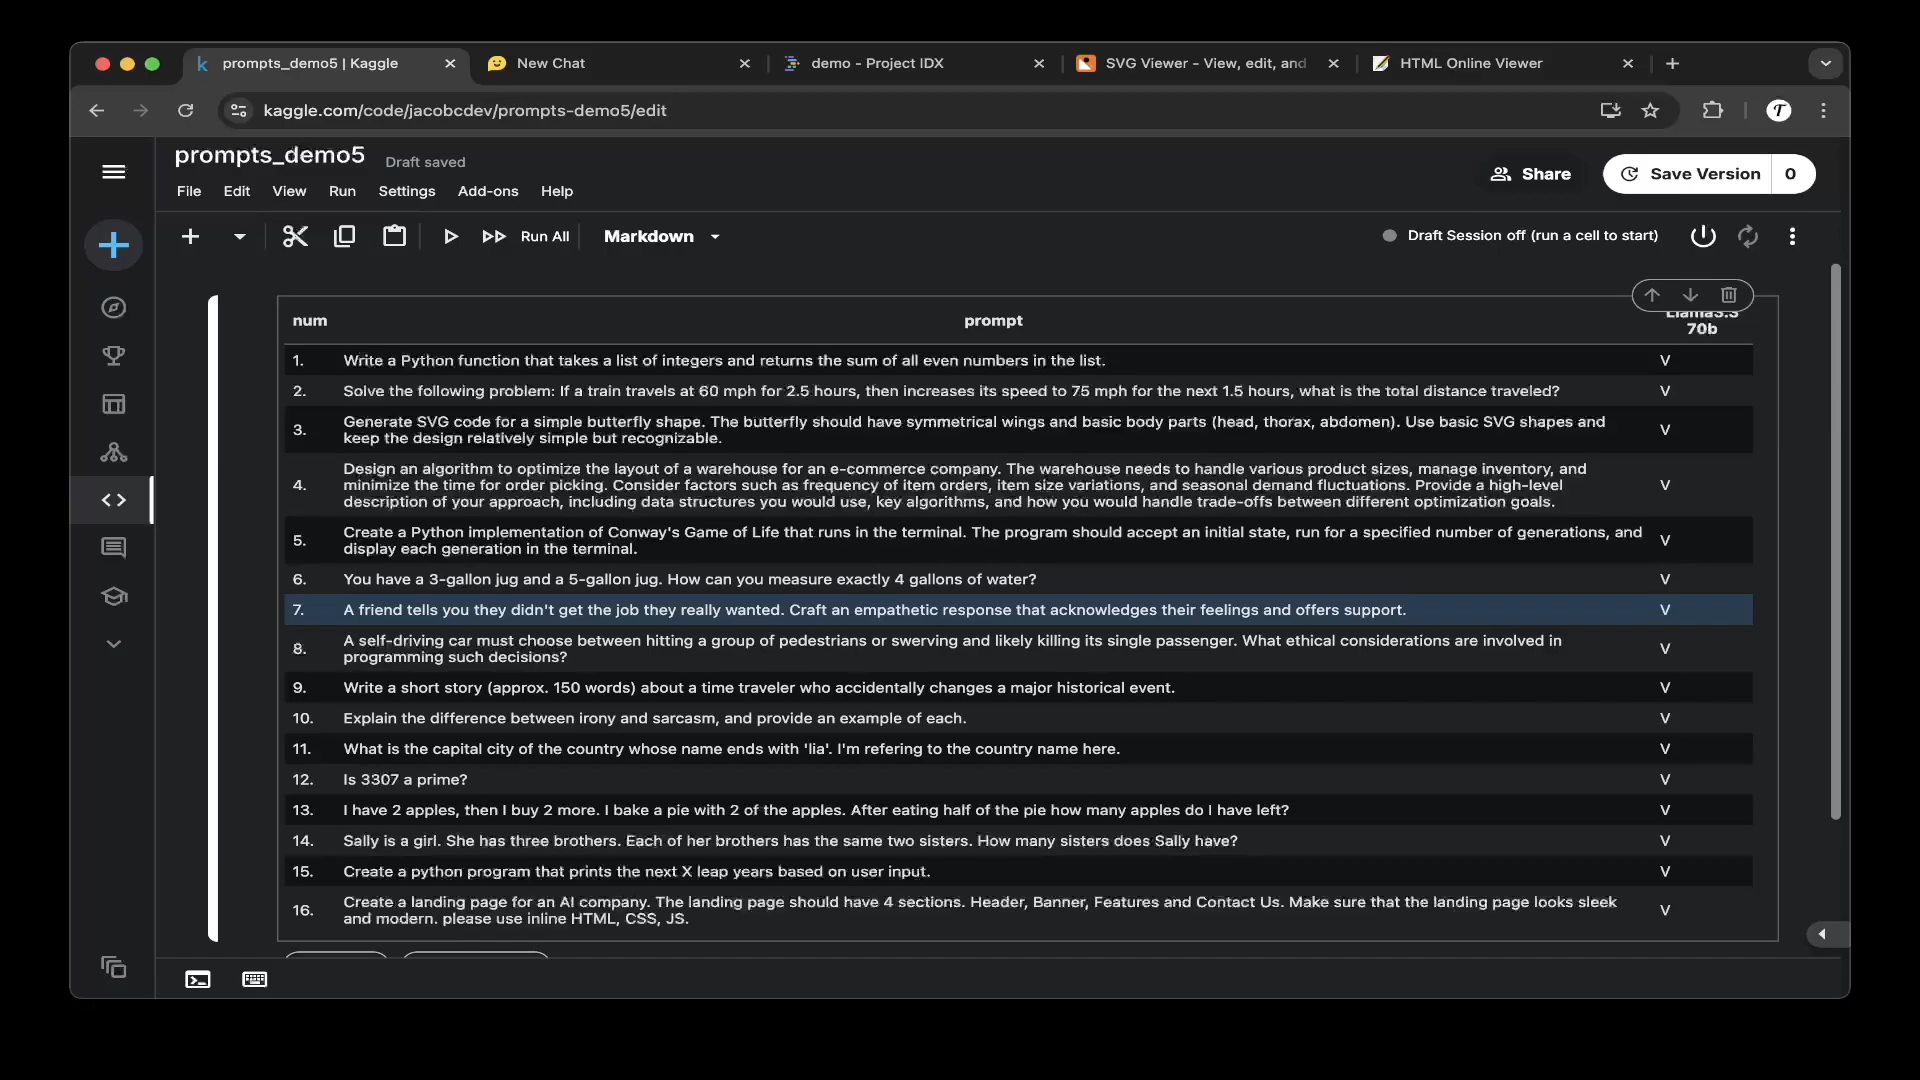 prompts_demo5 | Kaggle
New Chat
demo - Project IDX
SVG Viewer - View, edit, and
HTML Online Viewer
kaggle.com/code/jacobcdev/prompts-demo5/edit
prompts_demo5 Draft saved
File Edit View Run Settings Add-ons Help
Share
Save Version 0
Run All
Markdown
Draft Session off (run a cell to start)
num prompt Llama3.3
70b
1. Write a Python function that takes a list of integers and returns the sum of all even numbers in the list. V
2. Solve the following problem: If a train travels at 60 mph for 2.5 hours, then increases its speed to 75 mph for the next 1.5 hours, what is the total distance traveled? V
3. Generate SVG code for a simple butterfly shape. The butterfly should have symmetrical wings and basic body parts (head, thorax, abdomen). Use basic SVG shapes and
keep the design relatively simple but recognizable. V
4. Design an algorithm to optimize the layout of a warehouse for an e-commerce company. The warehouse needs to handle various product sizes, manage inventory, and
minimize the time for order picking. Consider factors such as frequency of item orders, item size variations, and seasonal demand fluctuations. Provide a high-level
description of your approach, including data structures you would use, key algorithms, and how you would handle trade-offs between different optimization goals. V
5. Create a Python implementation of Conway's Game of Life that runs in the terminal. The program should accept an initial state, run for a specified number of generations, and
display each generation in the terminal. V
6. You have a 3-gallon jug and a 5-gallon jug. How can you measure exactly 4 gallons of water? V
7. A friend tells you they didn't get the job they really wanted. Craft an empathetic response that acknowledges their feelings and offers support. V
8. A self-driving car must choose between hitting a group of pedestrians or swerving and likely killing its single passenger. What ethical considerations are involved in
programming such decisions? V
9. Write a short story (approx. 150 words) about a time traveler who accidentally changes a major historical event. V
10. Explain the difference between irony and sarcasm, and provide an example of each. V
11. What is the capital city of the country whose name ends with 'lia'. I'm refering to the country name here. V
12. Is 3307 a prime? V
13. I have 2 apples, then I buy 2 more. I bake a pie with 2 of the apples. After eating half of the pie how many apples do I have left? V
14. Sally is a girl. She has three brothers. Each of her brothers has the same two sisters. How many sisters does Sally have? V
15. Create a python program that prints the next X leap years based on user input. V
16. Create a landing page for an AI company. The landing page should have 4 sections. Header, Banner, Features and Contact Us. Make sure that the landing page looks sleek
and modern. please use inline HTML, CSS, JS. V